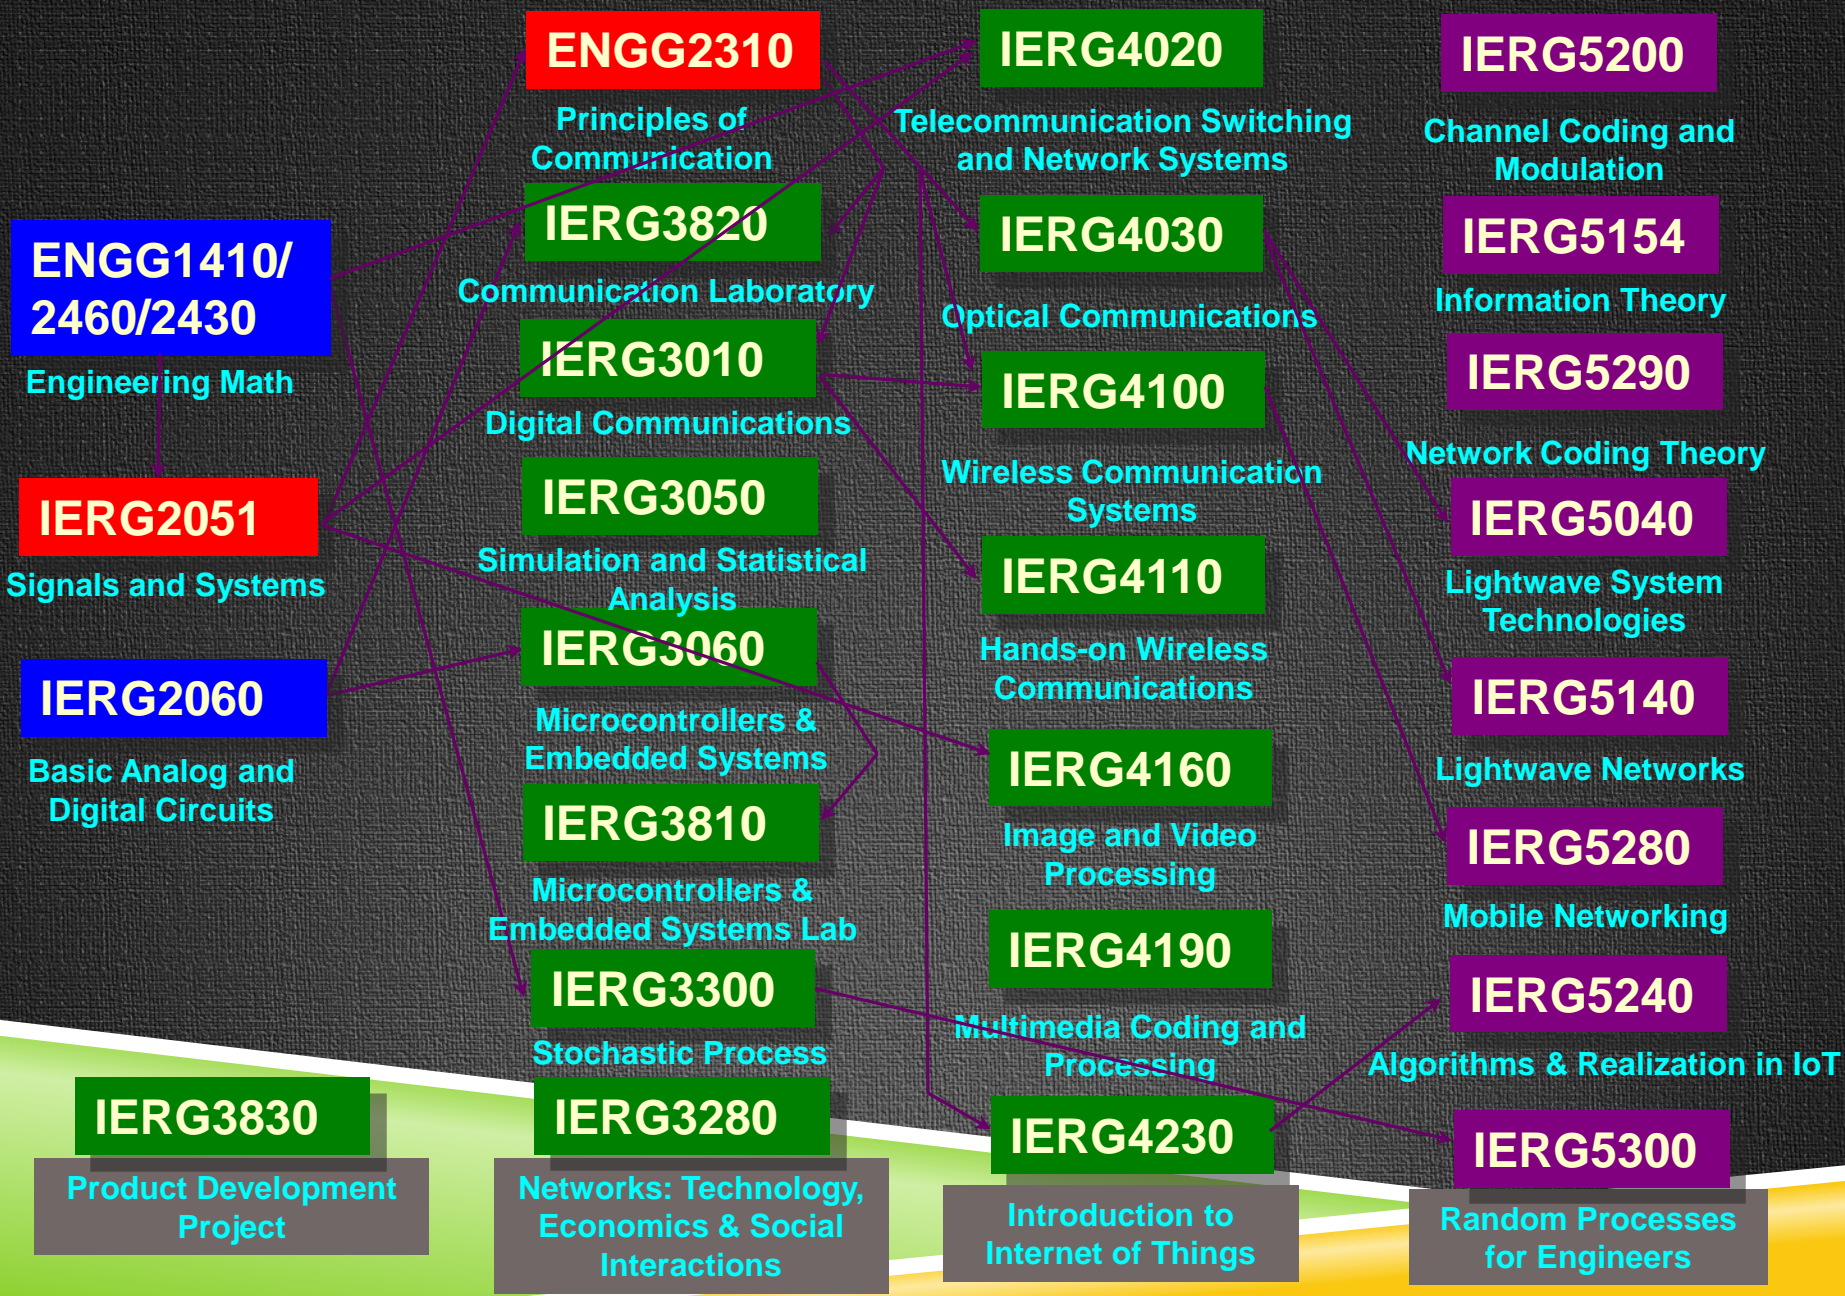 ENGG1410/
2460/2430
Engineering Math
IERG2051
Signals and Systems
IERG2060
Basic Analog and
Digital Circuits
IERG3830
Product Development
Project
ENGG2310
Principles of
Communication
IERG3820
Communication Laboratory
IERG3010
Digital Communications
IERG3050
Simulation and Statistical
Analysis
IERG3060
Microcontrollers &
Embedded Systems
IERG3810
Microcontrollers &
Embedded Systems Lab
IERG3300
Stochastic Process
IERG3280
Networks: Technology,
Economics & Social
Interactions
IERG4020
Telecommunication Switching
and Network Systems
IERG4030
Optical Communications
IERG4100
Wireless Communication
Systems
IERG4110
Hands-on Wireless
Communications
IERG4160
Image and Video
Processing
IERG4190
Multimedia Coding and
Processing
IERG4230
Introduction to
Internet of Things
IERG5200
Channel Coding and
Modulation
IERG5154
Information Theory
IERG5290
Network Coding Theory
IERG5040
Lightwave System
Technologies
IERG5140
Lightwave Networks
IERG5280
Mobile Networking
IERG5240
Algorithms & Realization in IoT
IERG5300
Random Processes
for Engineers